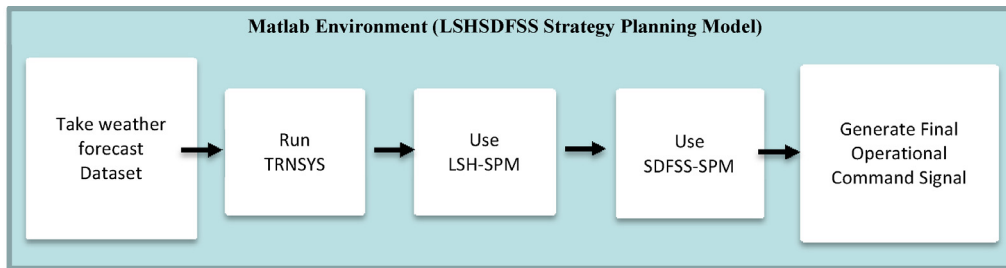 Matlab Environment (LSHSDFSS Strategy Planning Model)
Take weather
forecast
Dataset
Run
TRNSYS
Use
LSH-SPM
Use
SDFSS-SPM
Generate Final
Operational
Command Signal